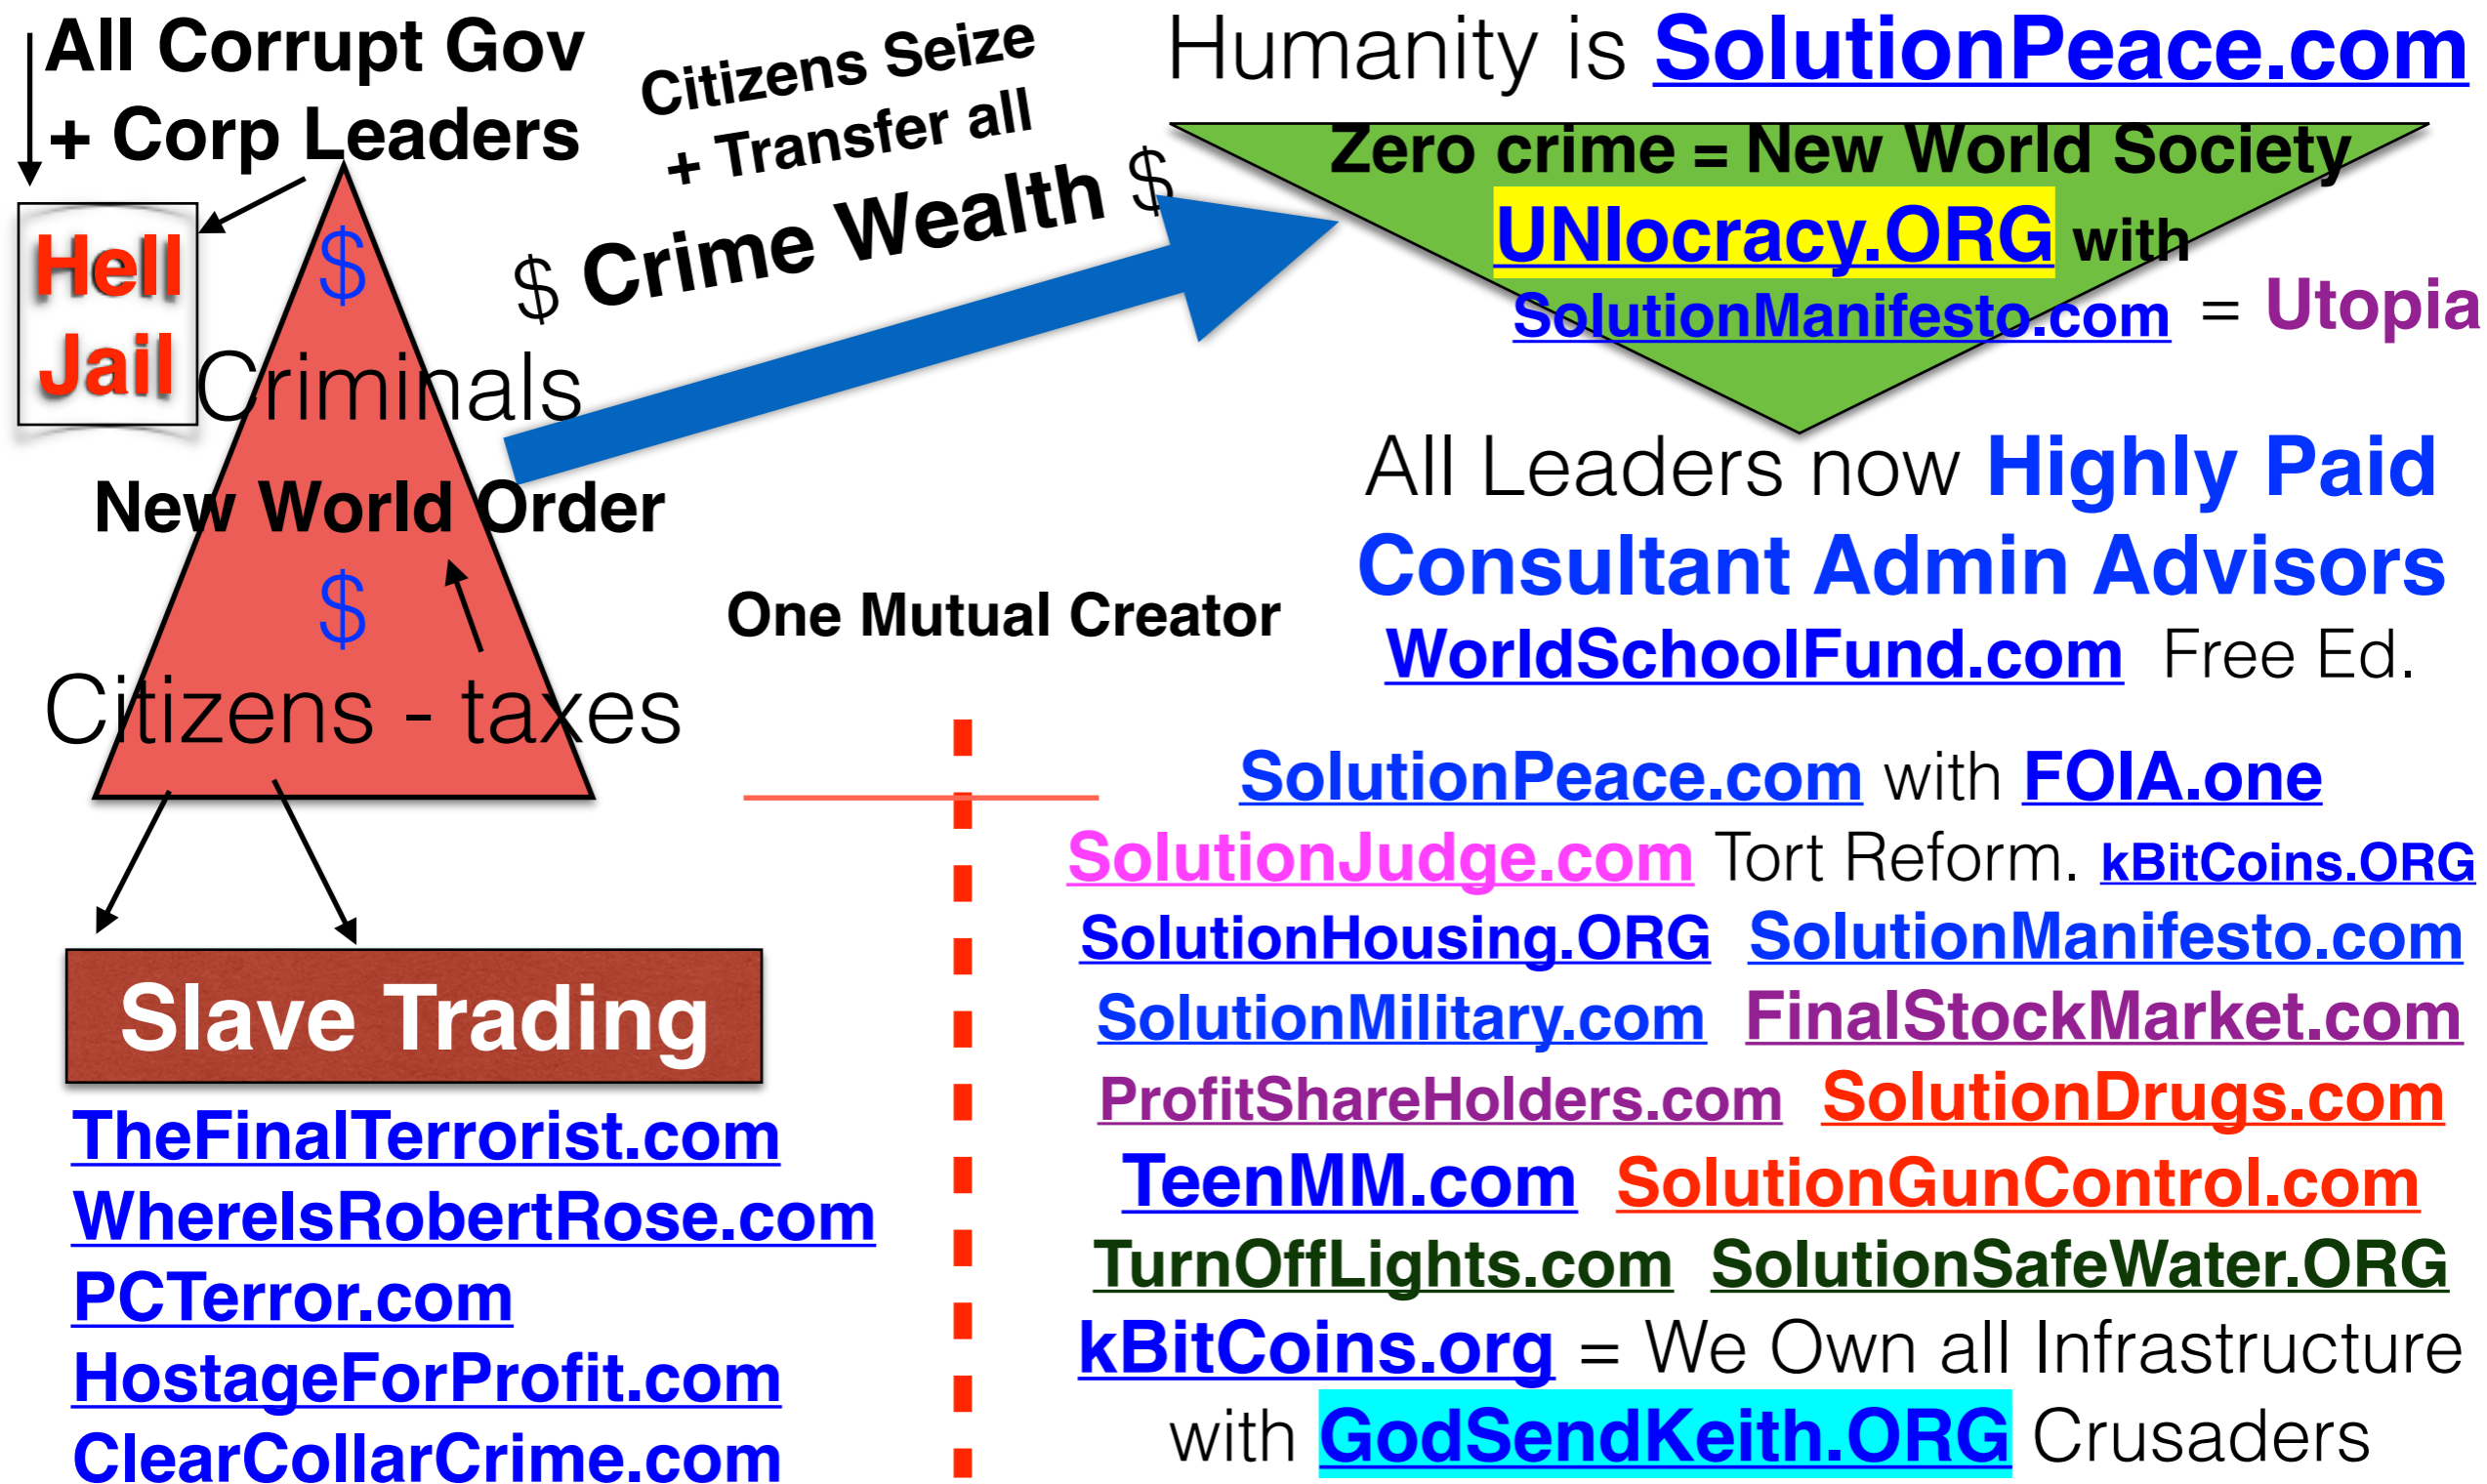 All Corrupt Gov
+ Corp Leaders
Hell
Jail
$
Criminals
New World Order
$
Citizens - taxes
Slave Trading
TheFinalTerrorist.com
WhereIsRobertRose.com
PCTerror.com
HostageForProfit.com
ClearCollarCrime.com
Citizens Seize
+ Transfer all
$ Crime Wealth $
One Mutual Creator
Humanity is SolutionPeace.com
Zero crime = New World Society
UNIocracy.ORG with
SolutionManifesto.com = Utopia
All Leaders now Highly Paid
Consultant Admin Advisors
WorldSchoolFund.com Free Ed.
SolutionPeace.com with FOIA.one
SolutionJudge.com Tort Reform. kBitCoins.ORG
SolutionHousing.ORG SolutionManifesto.com
SolutionMilitary.com FinalStockMarket.com
ProfitShareHolders.com SolutionDrugs.com
TeenMM.com SolutionGunControl.com
TurnOffLights.com SolutionSafeWater.ORG
kBitCoins.org = We Own all Infrastructure
with GodSendKeith.ORG Crusaders